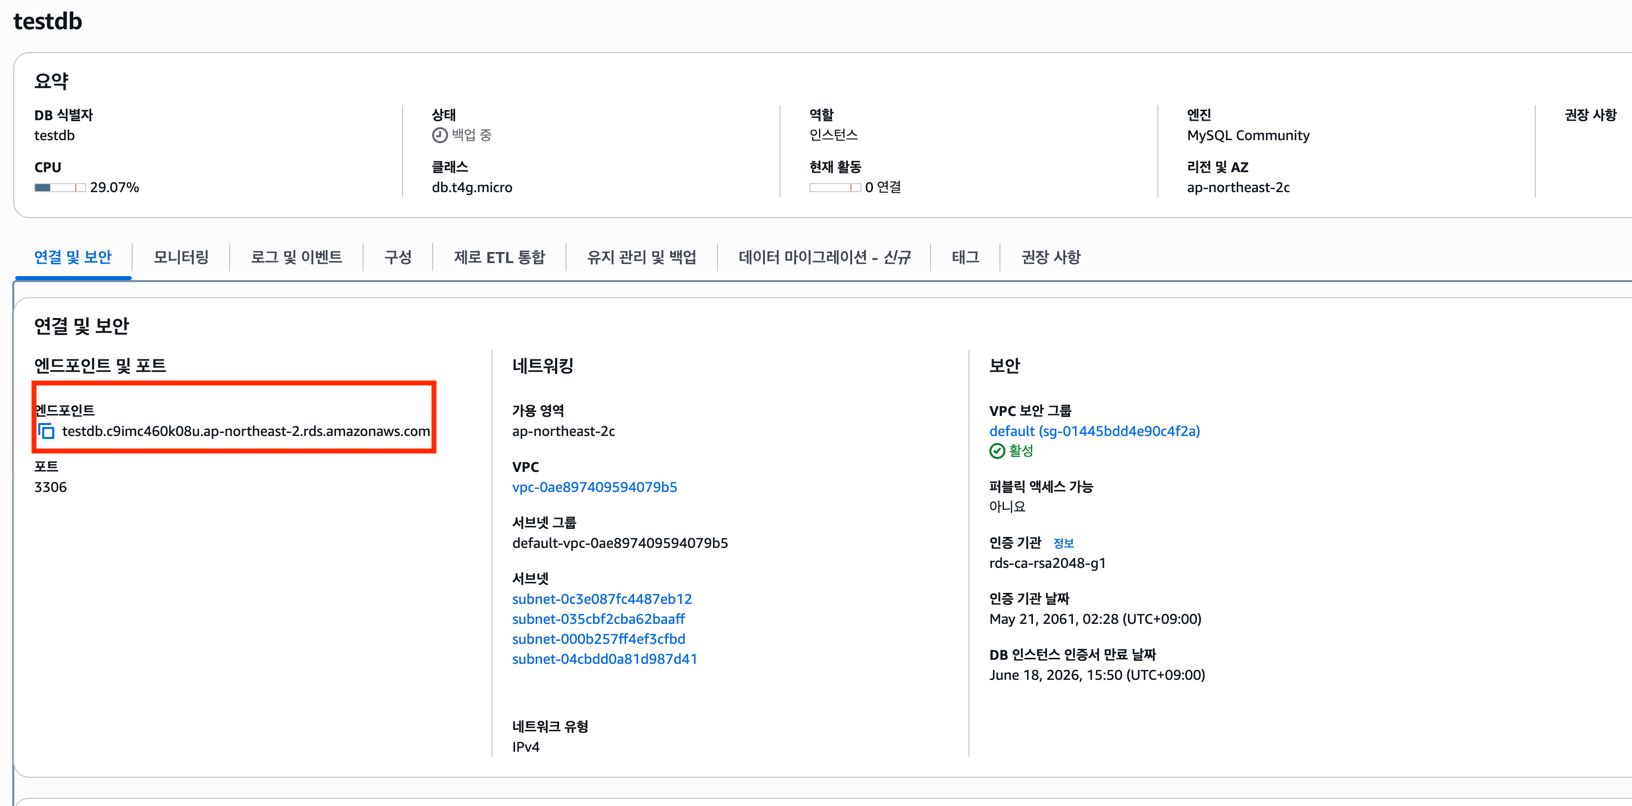 testdb
요약
DB 식별자
testdb
CPU
29.07%
상태
백업 중
클래스
db.t4g.micro
역할
인스턴스
현재 활동
0 연결
엔진
MySQL Community
리전 및 AZ
ap-northeast-2c
권장 사항
연결 및 보안
모니터링
로그 및 이벤트
구성
제로 ETL 통합
유지 관리 및 백업
데이터 마이그레이션 - 신규
태그
권장 사항
연결 및 보안
엔드포인트 및 포트
엔드포인트
testdb.c9imc460k08u.ap-northeast-2.rds.amazonaws.com
포트
3306
네트워킹
가용 영역
ap-northeast-2c
VPC
vpc-0ae897409594079b5
서브넷 그룹
default-vpc-0ae897409594079b5
서브넷
subnet-0c3e087fc4487eb12
subnet-035cbf2cba62baaff
subnet-000b257ff4ef3cfbd
subnet-04cbdd0a81d987d41
네트워크 유형
IPv4
보안
VPC 보안 그룹
default (sg-01445bdd4e90c4f2a)
활성
퍼블릭 액세스 가능
아니요
인증 기관 정보
rds-ca-rsa2048-g1
인증 기관 날짜
May 21, 2061, 02:28 (UTC+09:00)
DB 인스턴스 인증서 만료 날짜
June 18, 2026, 15:50 (UTC+09:00)